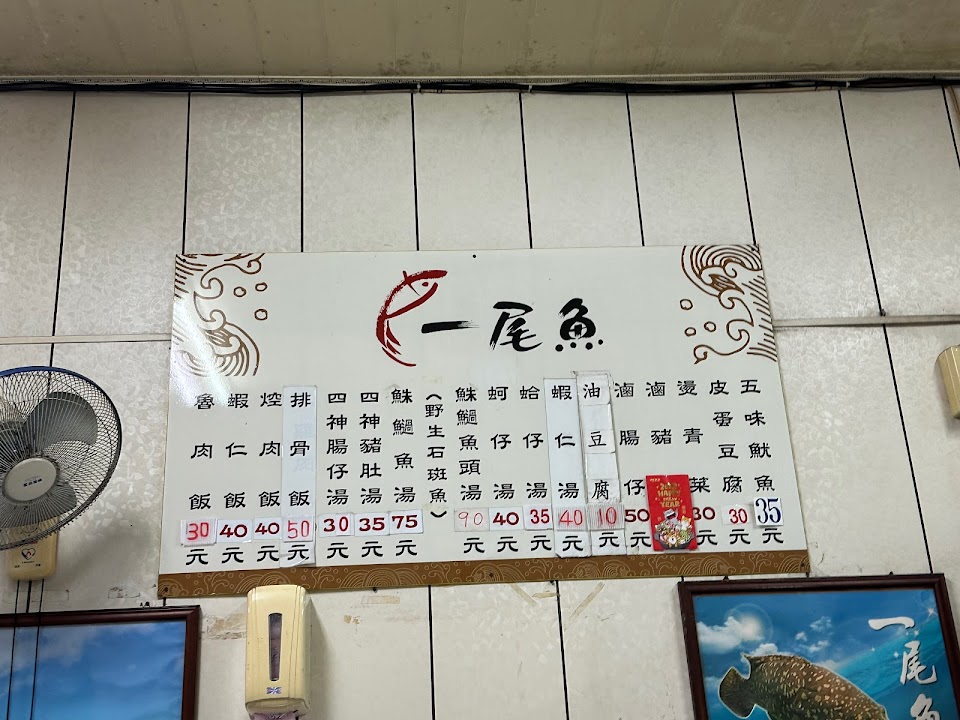 一尾魚
五味魷魚35元
皮蛋豆腐30元
燙青菜30元
滷豬
滷腸仔50元
油豆腐10元
蝦仁湯40元
蛤仔湯35元
蚵仔湯40元
魚頭湯90元
《野生石斑魚》
魚湯75元
四神豬肚湯35元
四神腸仔湯30元
排骨飯50元
焢肉飯40元
蝦仁飯40元
魯肉飯30元
HAPPY
YEAR
一尾魚